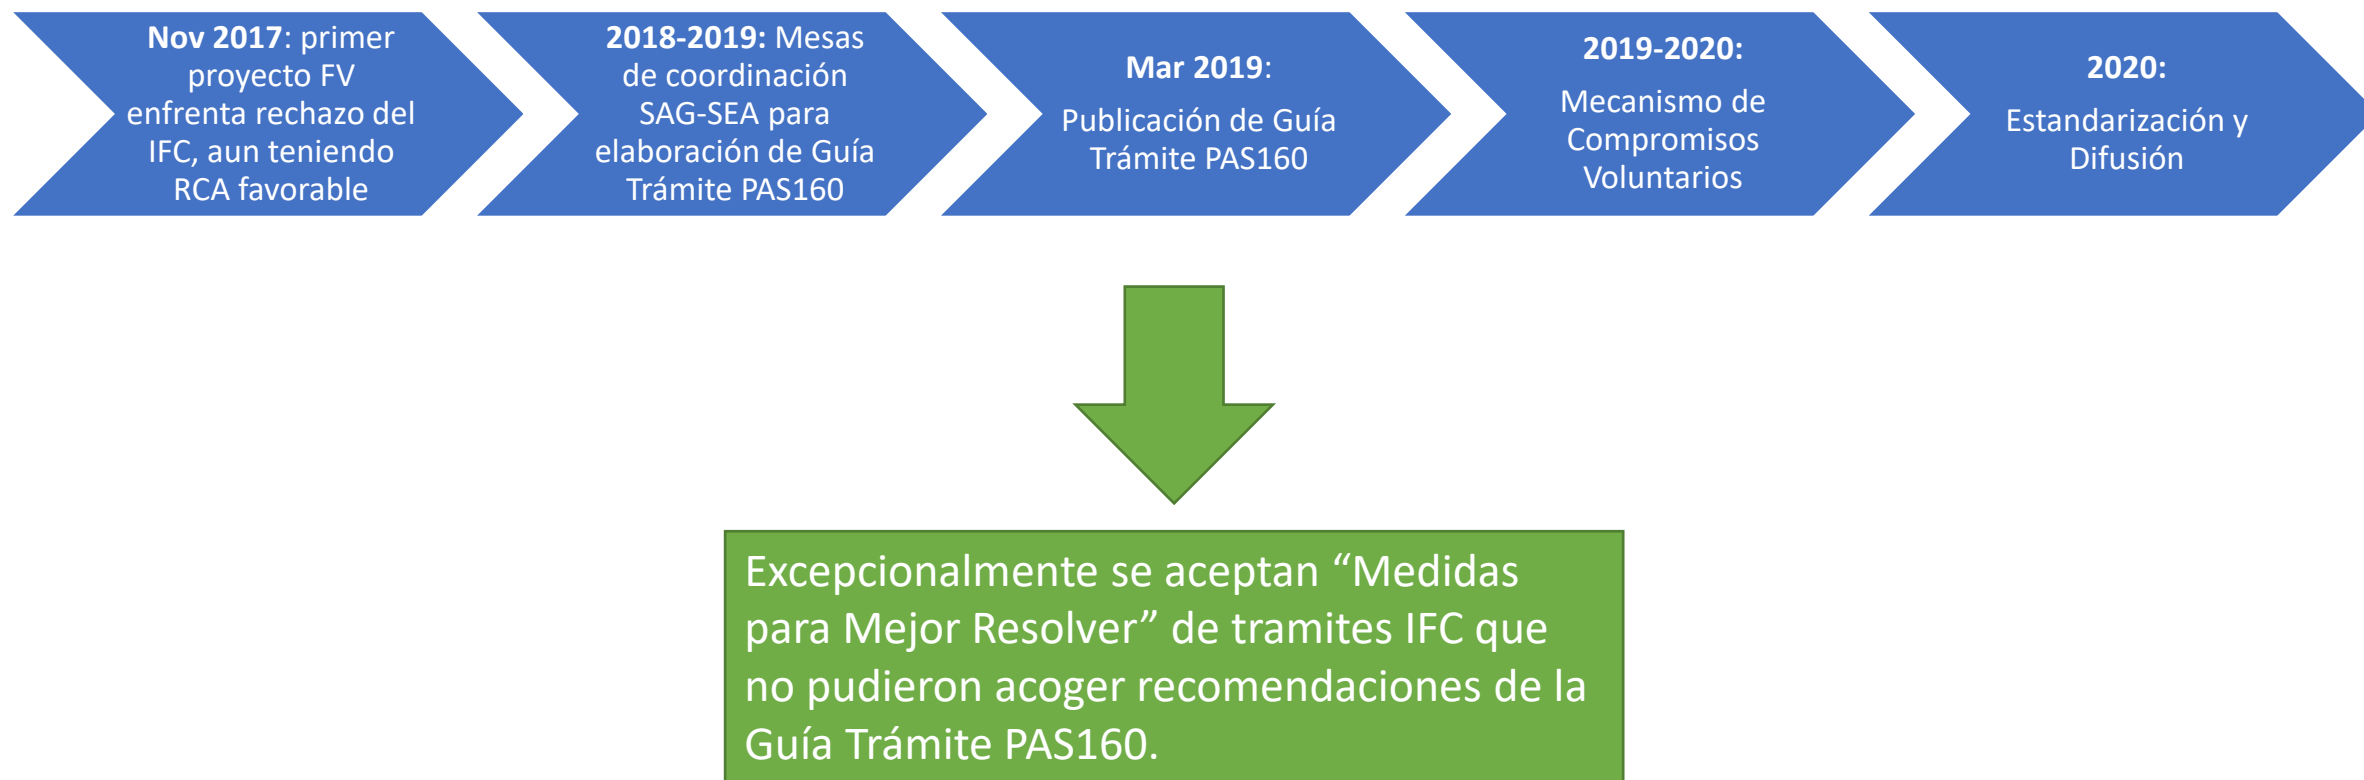 Nov 2017: primer
proyecto FV
enfrenta rechazo del
IFC, aun teniendo
RCA favorable
2018-2019: Mesas
de coordinación
SAG-SEA para
elaboración de Guía
Trámite PAS160
Mar 2019:
Publicación de Guía
Trámite PAS160
2019-2020:
Mecanismo de
Compromisos
Voluntarios
2020:
Estandarización y
Difusión
Excepcionalmente se aceptan “Medidas
para Mejor Resolver” de tramites IFC que
no pudieron acoger recomendaciones de la
Guía Trámite PAS160.